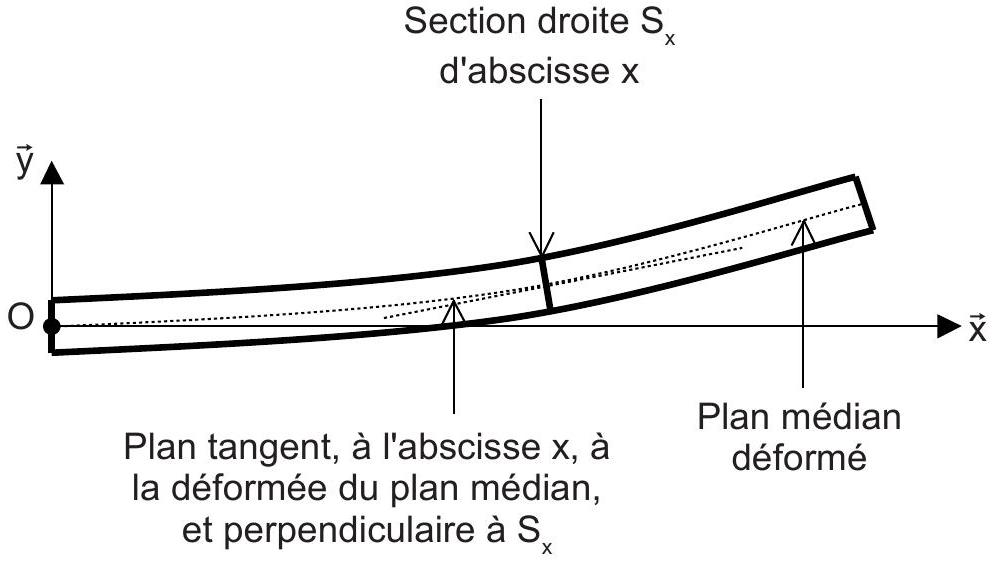 Section droite Sx
d'abscisse x
y⃗
O
x⃗
Plan médian
déformé
Plan tangent, à l'abscisse x, à
la déformée du plan médian,
et perpendiculaire à Sx